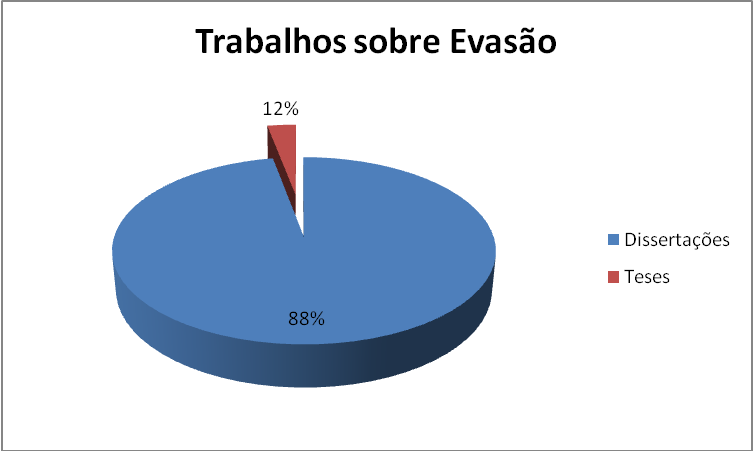 Trabalhos sobre Evasão
12%
88%
Dissertações
Teses